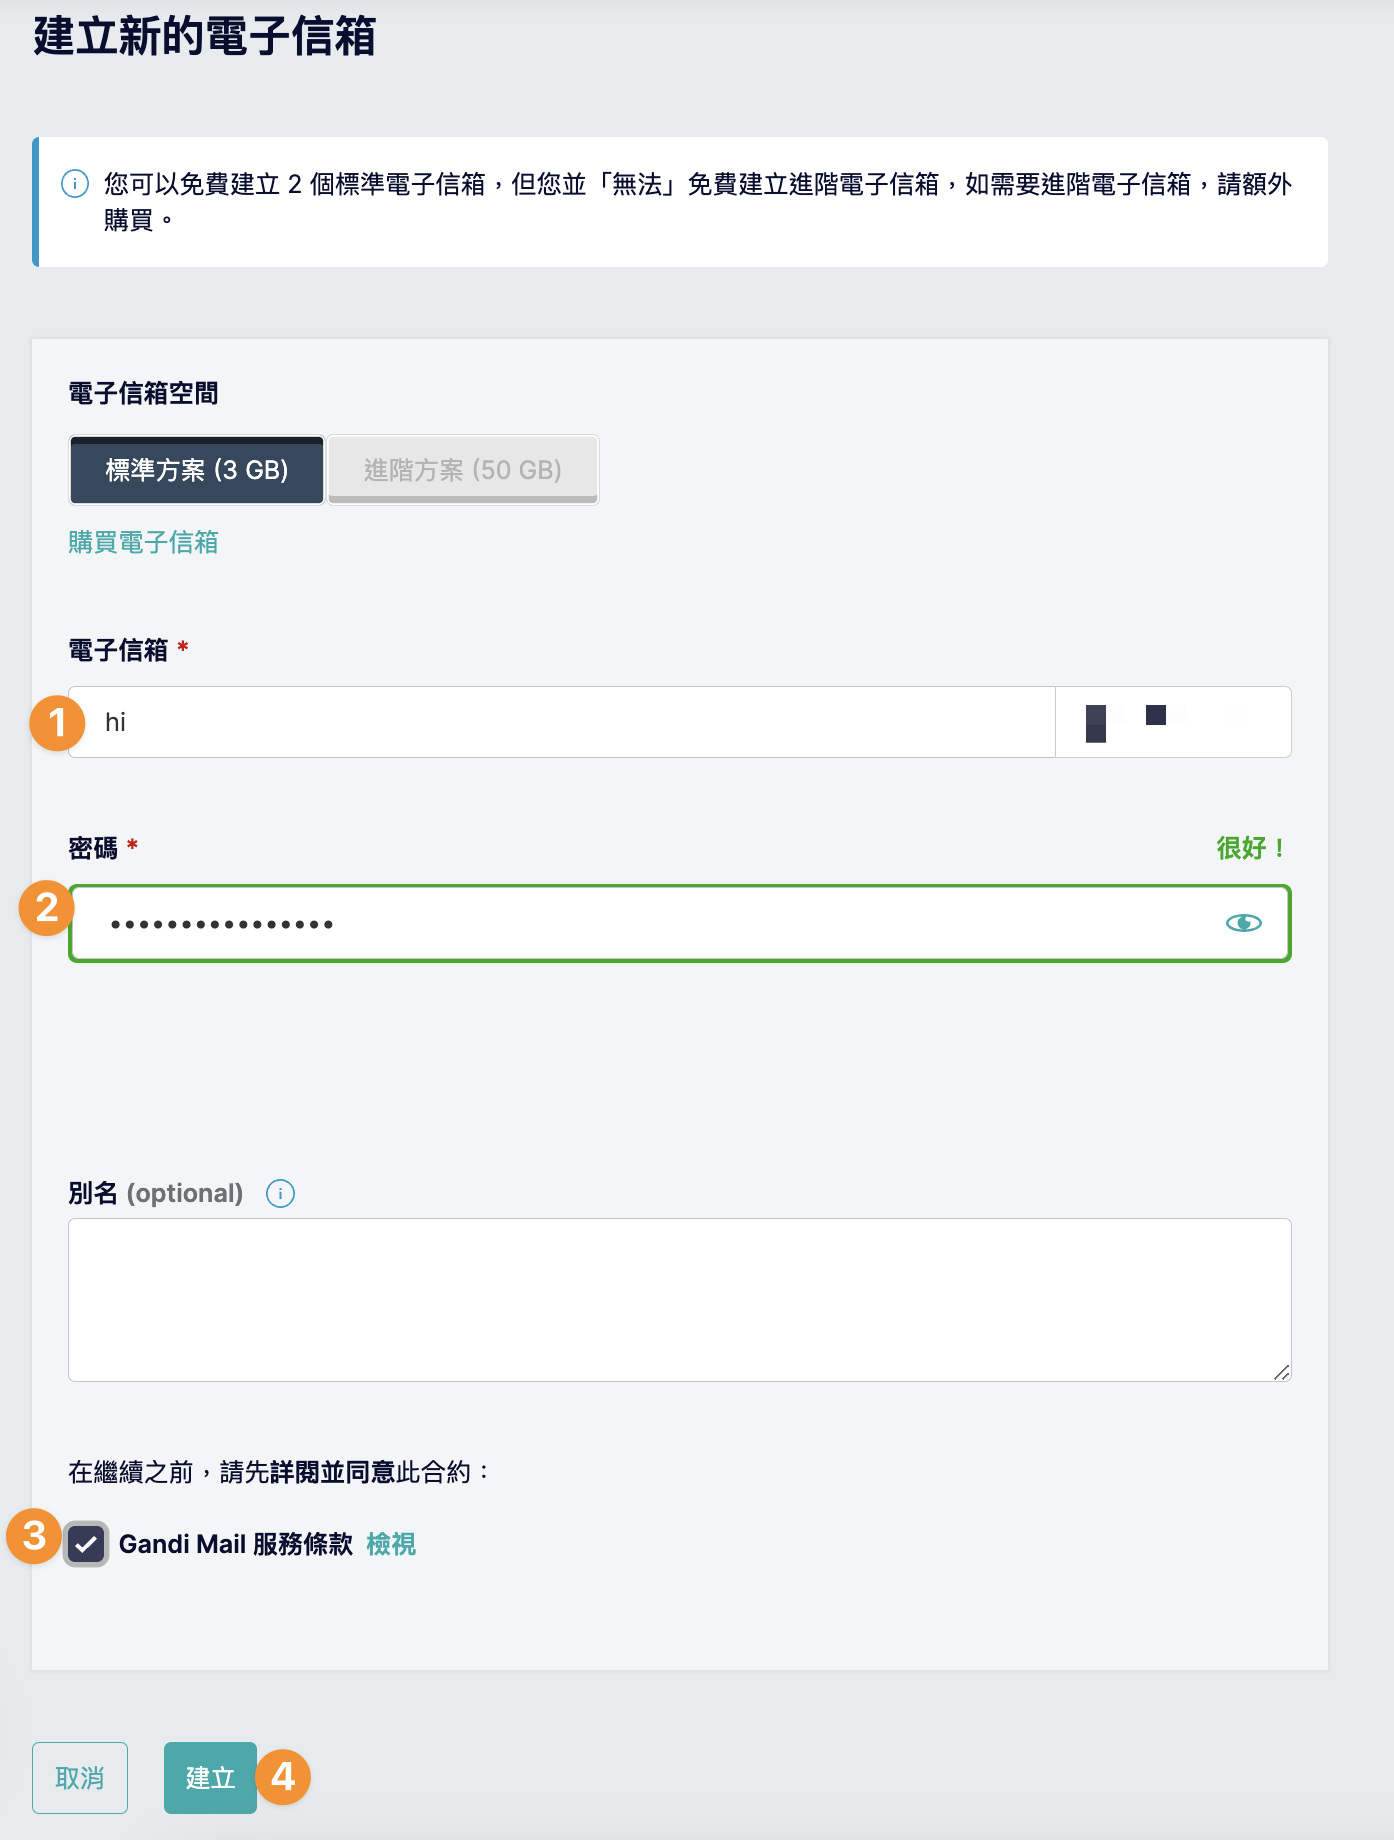 建立新的電子信箱
您可以免費建立 2 個標準電子信箱，但您並「無法」免費建立進階電子信箱，如需要進階電子信箱，請額外
購買。
電子信箱空間
標準方案 (3 GB) 進階方案 (50 GB)
購買電子信箱
電子信箱 *
1 hi
密碼 * 很好！
2 ••••••••••••••••
別名 (optional)
在繼續之前，請先詳閱並同意此合約：
3 Gandi Mail 服務條款 檢視
取消 建立 4